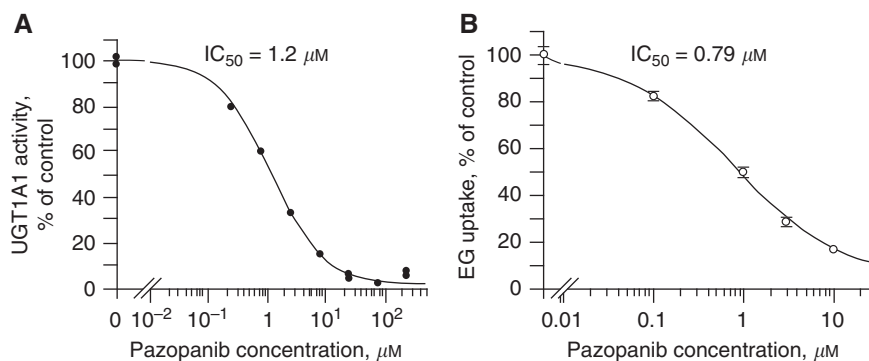 A
IC50 = 1.2 μM
UGT1A1 activity,
% of control
100
80
60
40
20
0
0 10−2 10−1 1 101 102
Pazopanib concentration, μM
B
IC50 = 0.79 μM
EG uptake, % of control
100
80
60
40
20
0
0.01 0.1 1 10
Pazopanib concentration, μM